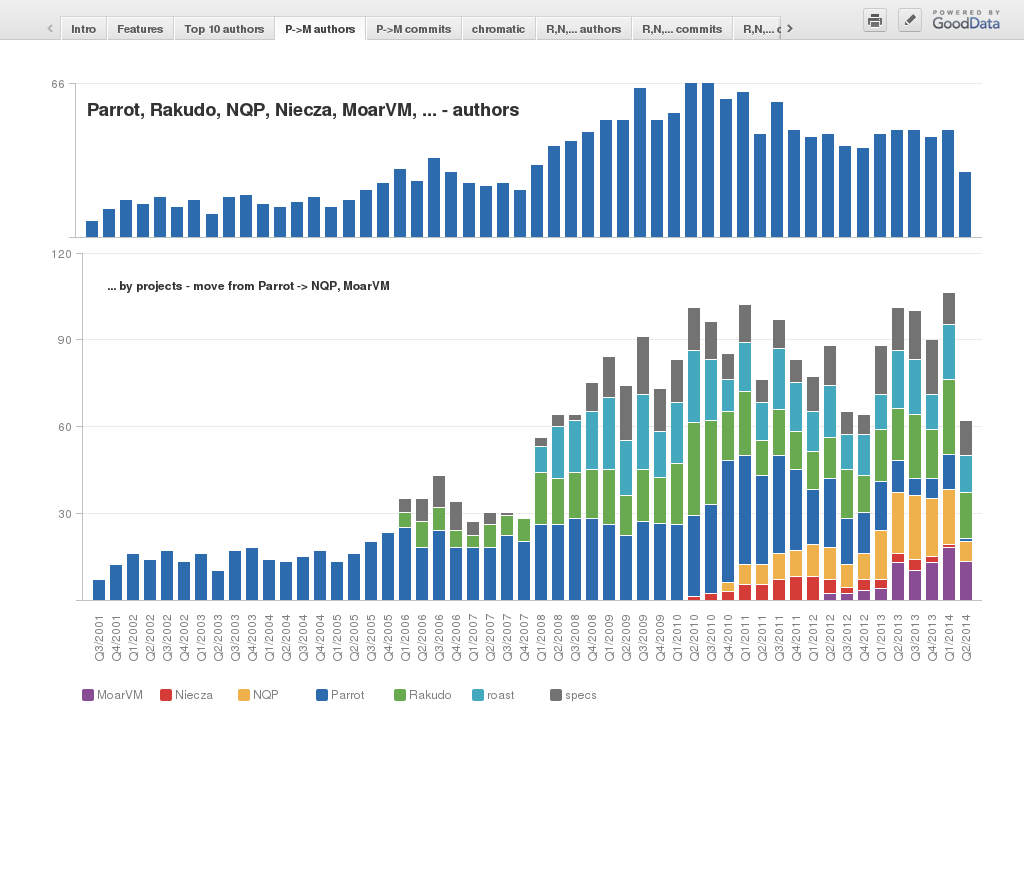 Intro Features Top 10 authors P->M authors P->M commits chromatic R,N,... authors R,N,... commits R,N,...
POWERED BY
GoodData
66
Parrot, Rakudo, NQP, Niecza, MoarVM, ... - authors
120
... by projects - move from Parrot -> NQP, MoarVM
90
60
30
Q3/2001 Q4/2001 Q1/2002 Q2/2002 Q3/2002 Q4/2002 Q1/2003 Q2/2003 Q3/2003 Q4/2003 Q1/2004 Q2/2004 Q3/2004 Q4/2004 Q1/2005 Q2/2005 Q3/2005 Q4/2005 Q1/2006 Q2/2006 Q3/2006 Q4/2006 Q1/2007 Q2/2007 Q3/2007 Q4/2007 Q1/2008 Q2/2008 Q3/2008 Q4/2008 Q1/2009 Q2/2009 Q3/2009 Q4/2009 Q1/2010 Q2/2010 Q3/2010 Q4/2010 Q1/2011 Q2/2011 Q3/2011 Q4/2011 Q1/2012 Q2/2012 Q3/2012 Q4/2012 Q1/2013 Q2/2013 Q3/2013 Q4/2013 Q1/2014 Q2/2014
MoarVM Niecza NQP Parrot Rakudo roast specs